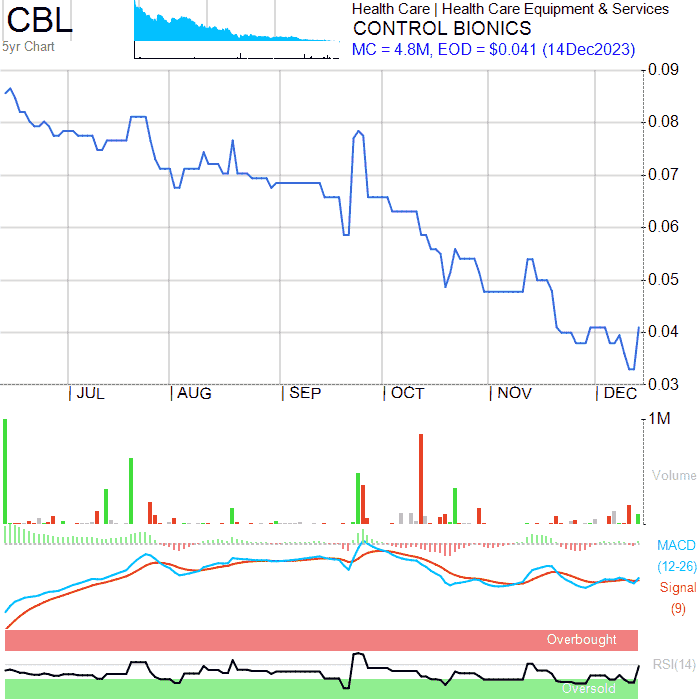 CBL
5yr Chart
Health Care | Health Care Equipment & Services
CONTROL BIONICS
MC = 4.8M, EOD = $0.041 (14Dec2023)
0.09
0.08
0.07
0.06
0.05
0.04
0.03
| JUL | AUG | SEP | OCT | NOV | DEC
1M
Volume
MACD
(12-26)
Signal
(9)
Overbought
RSI(14)
Oversold